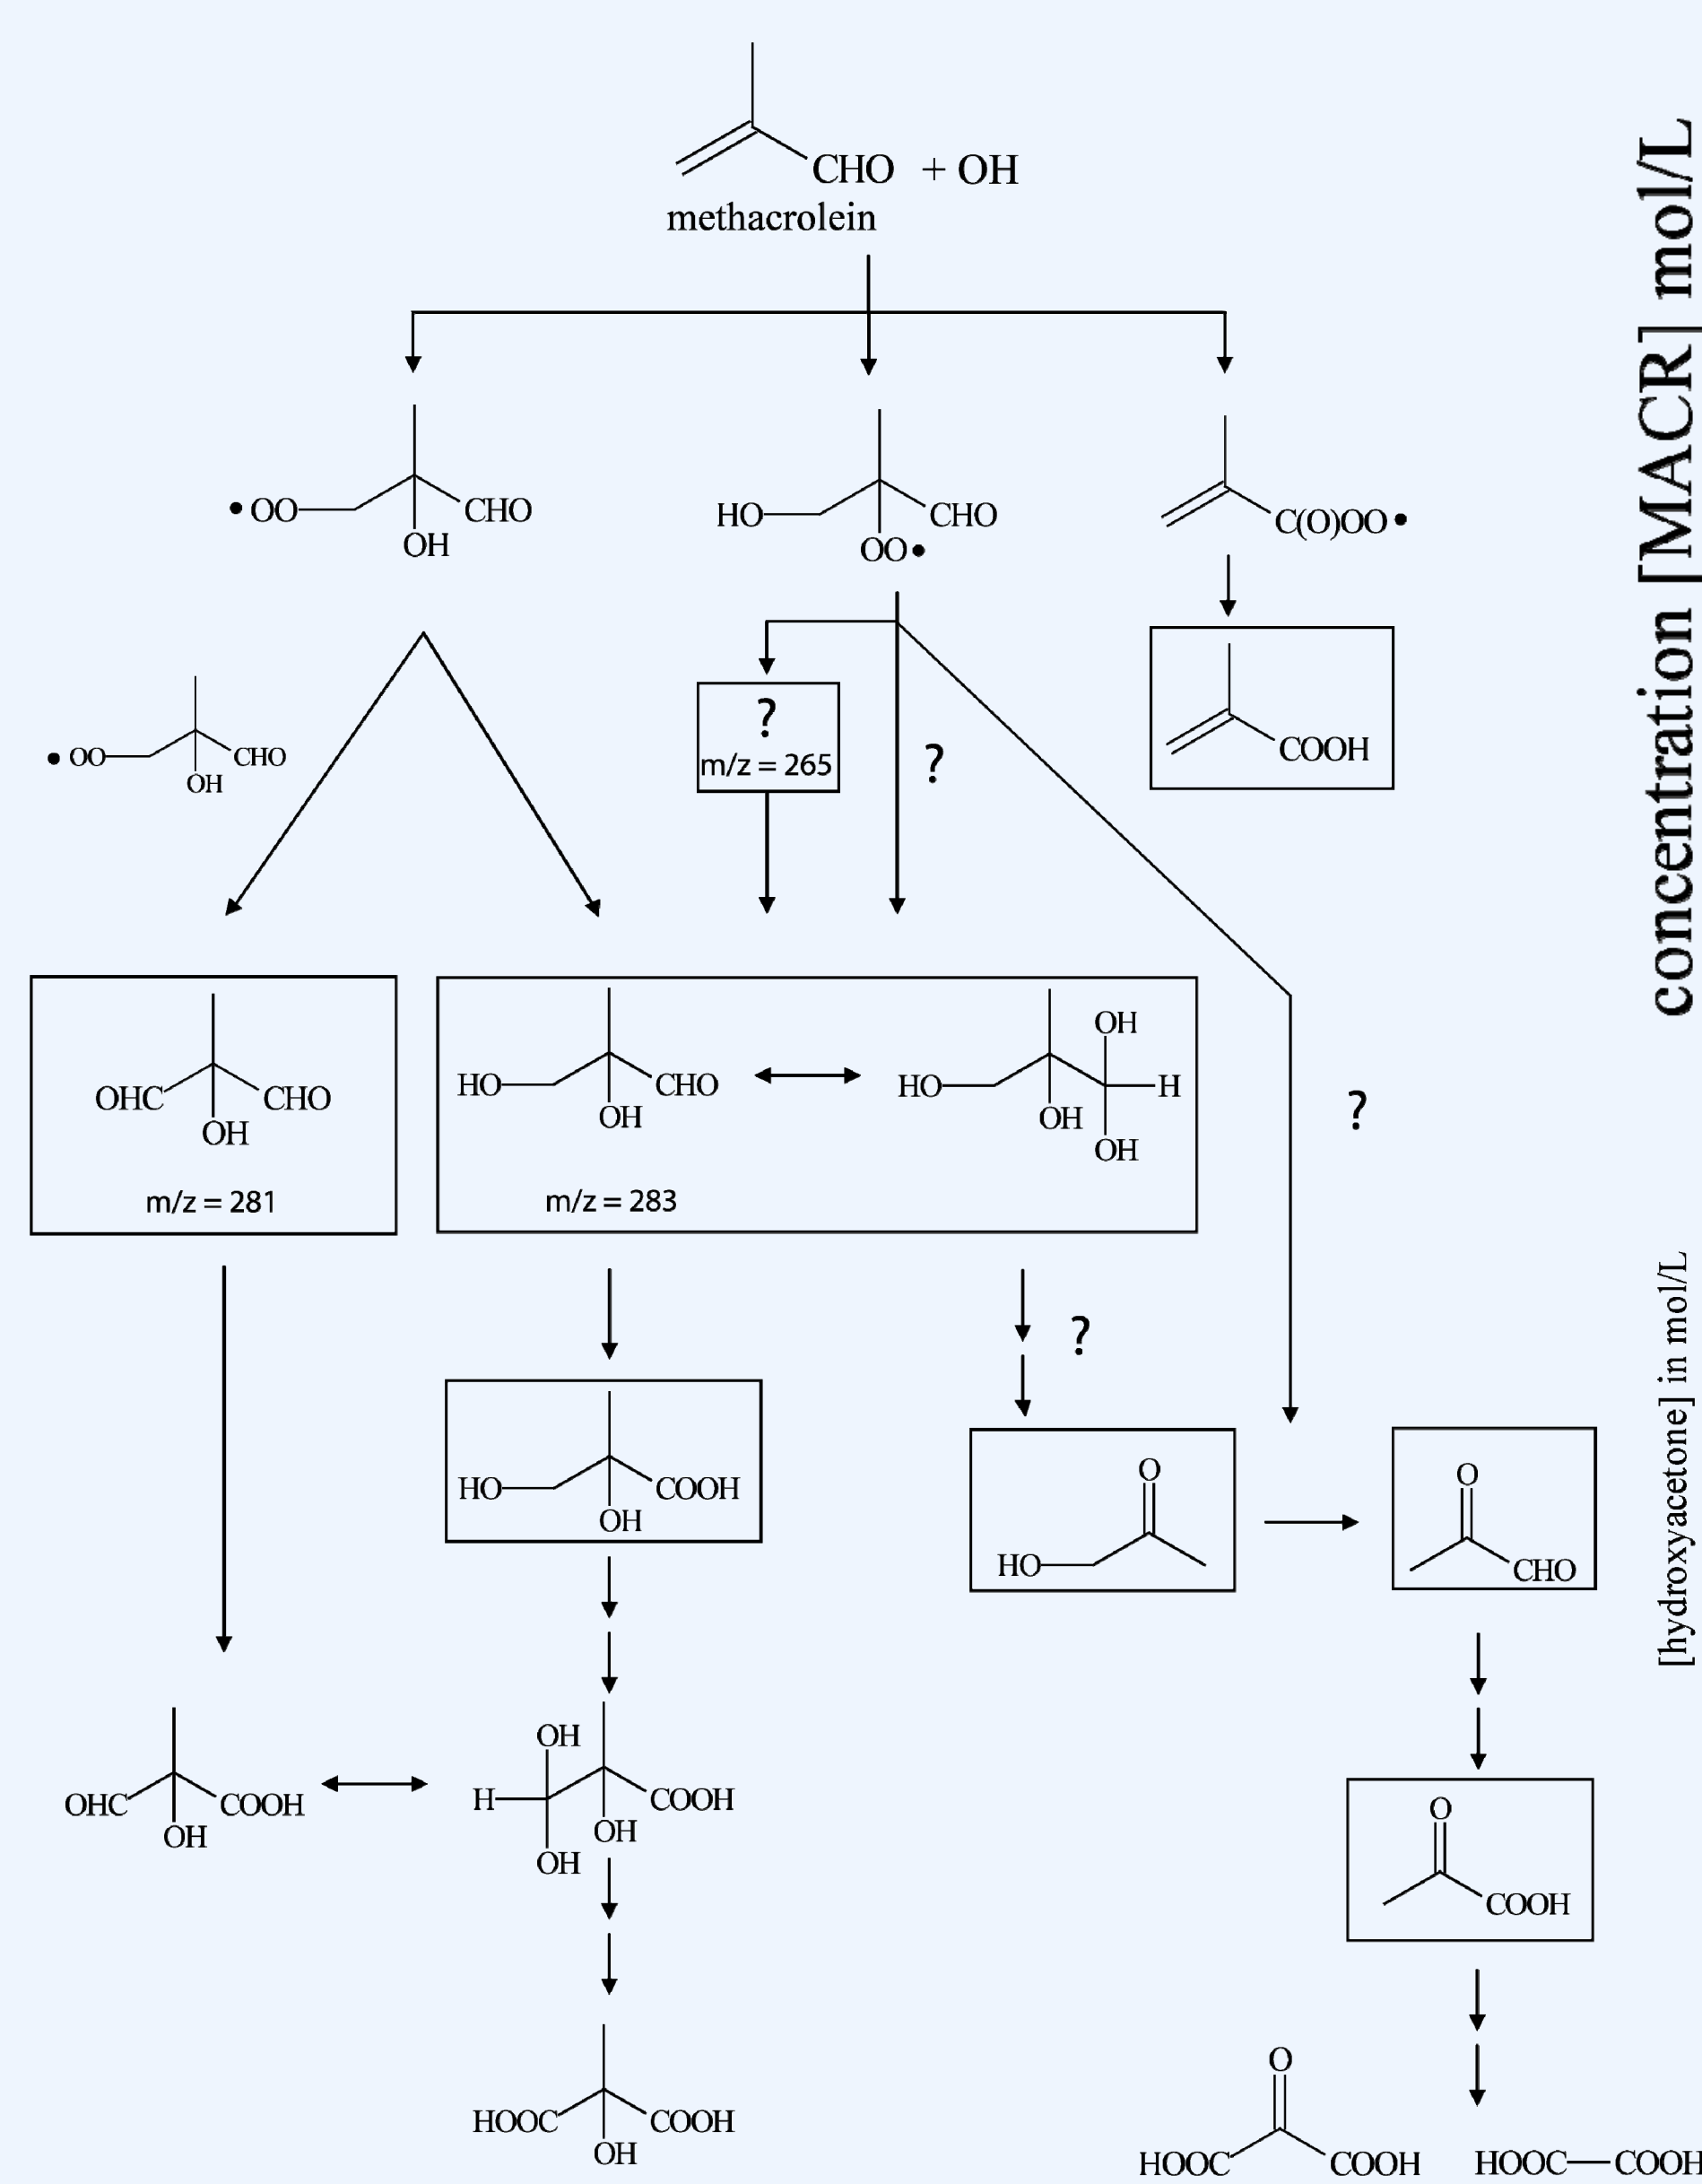 CHO + OH
methacrolein
• OO
CHO
OH
HO
CHO
OO •
C(O)OO •
• OO
CHO
OH
?
m/z = 265
?
COOH
OHC
CHO
OH
m/z = 281
HO
CHO
OH
m/z = 283
OH
HO
H
OH
OH
?
?
HO
COOH
OH
O
HO
O
CHO
OHC
COOH
OH
OH
H
COOH
OH
OH
O
COOH
HOOC
COOH
OH
O
HOOC
COOH
HOOC
COOH
concentration [MACR] mol/L
[hydroxyacetone] in mol/L